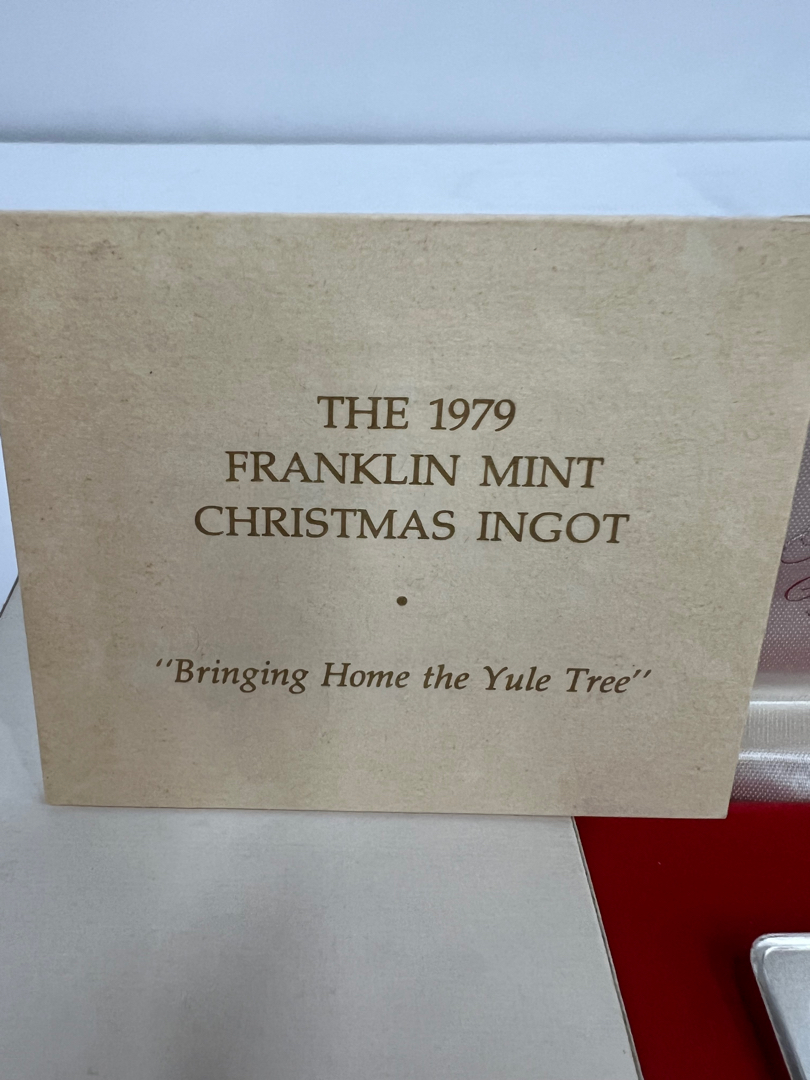 THE 1979
FRANKLIN MINT
CHRISTMAS INGOT
•
"Bringing Home the Yule Tree"